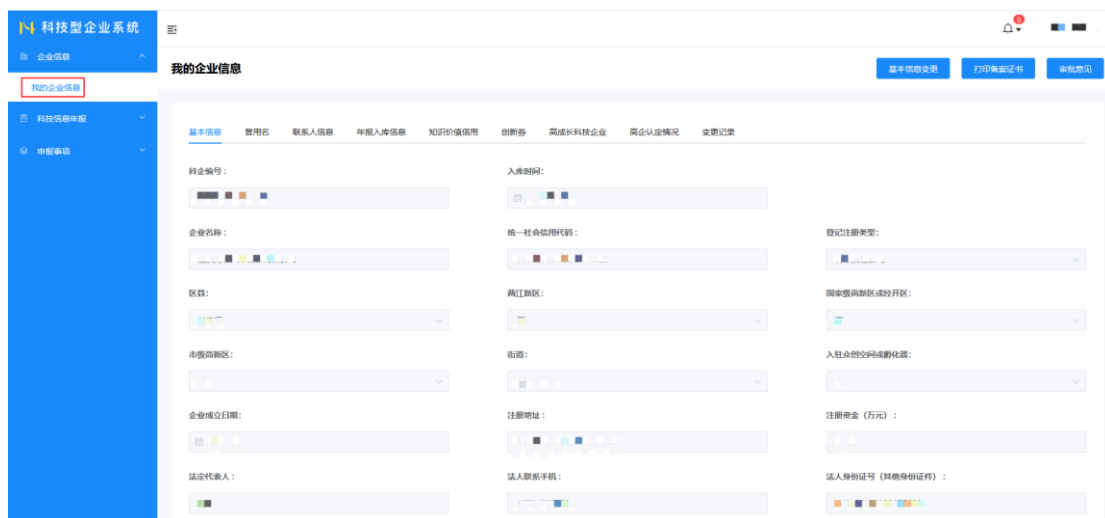 科技型企业系统
0
企业信息
我的企业信息
科技信息年报
申报事项
我的企业信息
基本信息变更 打印备案证书 审批意见
基本信息 曾用名 联系人信息 年报入库信息 知识价值信用 创新券 高成长科技企业 高企认定情况 变更记录
科企编号: 入库时间:
企业名称: 统一社会信用代码: 登记注册类型:
区县: 两江新区: 国家级高新区或经开区:
市级高新区: 街道: 入驻众创空间或孵化器:
企业成立日期: 注册地址: 注册资金（万元）:
法定代表人: 法人联系手机: 法人身份证号（其他身份证件）: